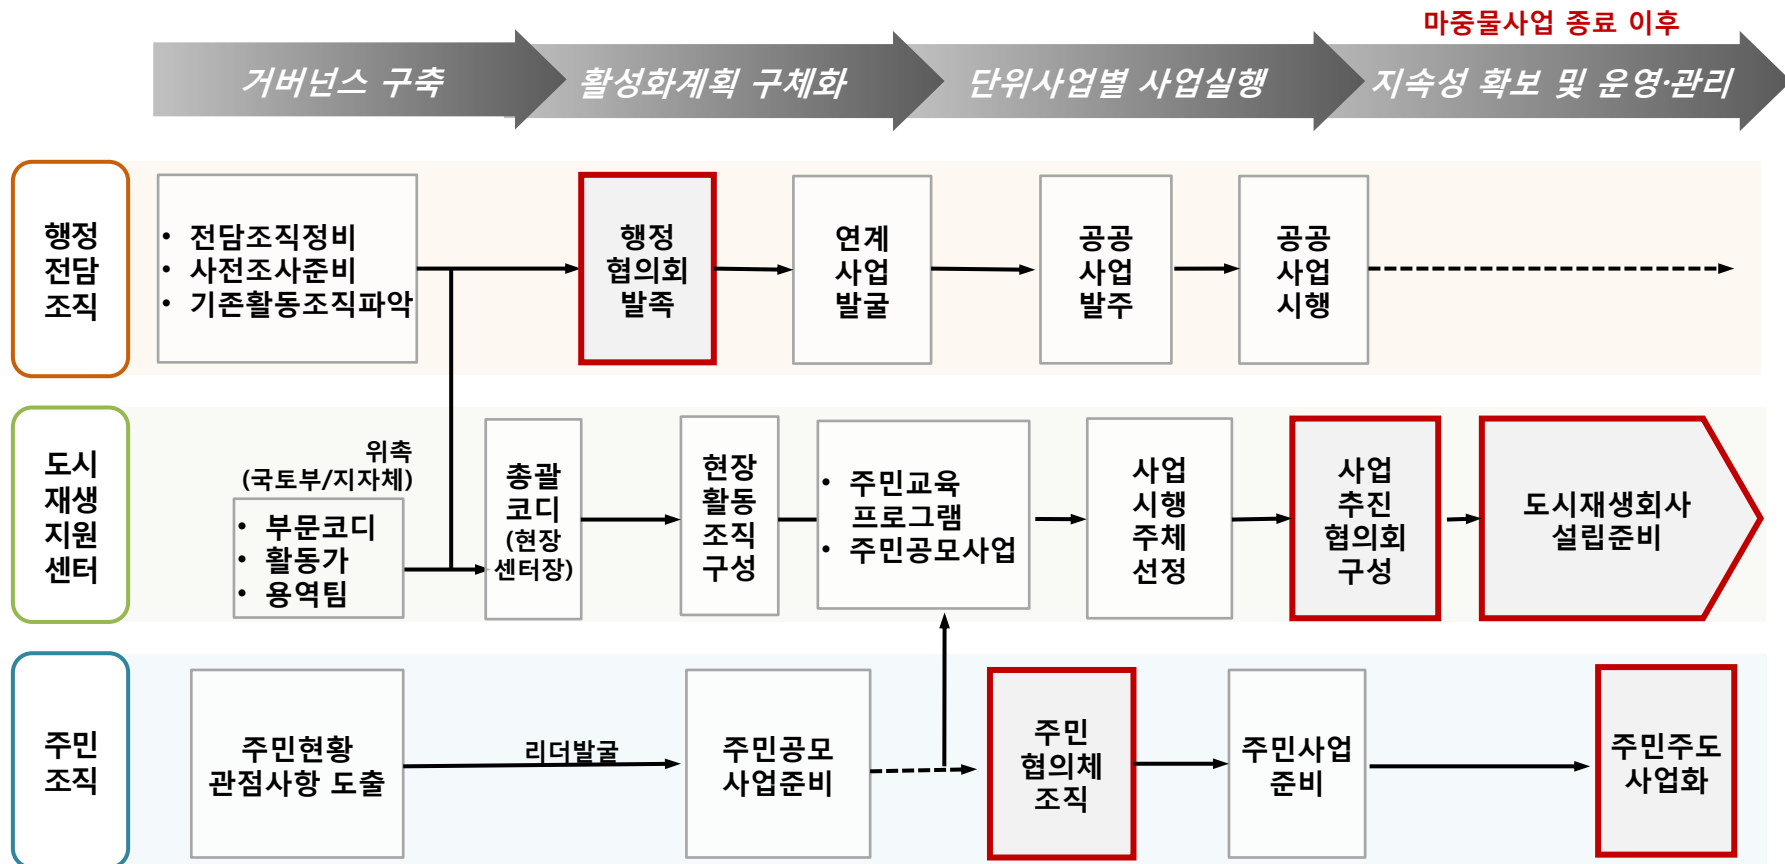 마중물사업 종료 이후
거버넌스 구축
활성화계획 구체화
단위사업별 사업실행
지속성 확보 및 운영·관리
행정
전담
조직
• 전담조직정비
• 사전조사준비
• 기존활동조직파악
행정
협의회
발족
연계
사업
발굴
공공
사업
발주
공공
사업
시행
도시
재생
지원
센터
위촉
(국토부/지자체)
• 부문코디
• 활동가
• 용역팀
총괄
코디
(현장
센터장)
현장
활동
조직
구성
• 주민교육
프로그램
• 주민공모사업
사업
시행
주체
선정
사업
추진
협의회
구성
도시재생회사
설립준비
주민
조직
주민현황
관점사항 도출
리더발굴
주민공모
사업준비
주민
협의체
조직
주민사업
준비
주민주도
사업화